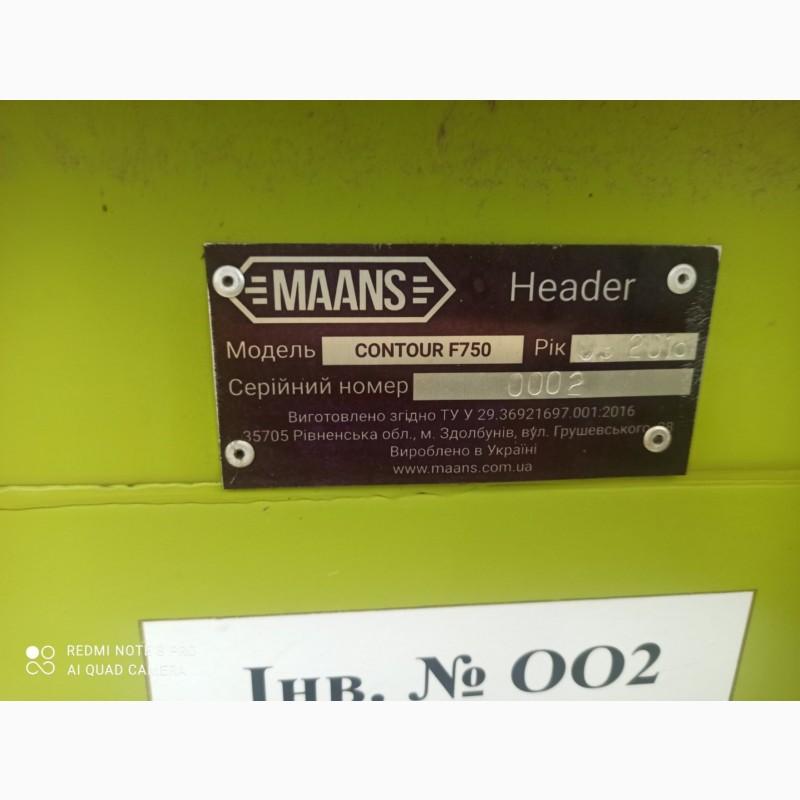 MAANS Header
Модель CONTOUR F750 Рік
Серійний номер 0002
Виготовлено згідно ТУ У 29.36921697.001:2016
35705 Рівненська обл., м. Здолбунів, вул. Грушевського
Вироблено в Україні
www.maans.com.ua
Інв. № 002
REDMI NOTE 8 PRO
AI QUAD CAMERA